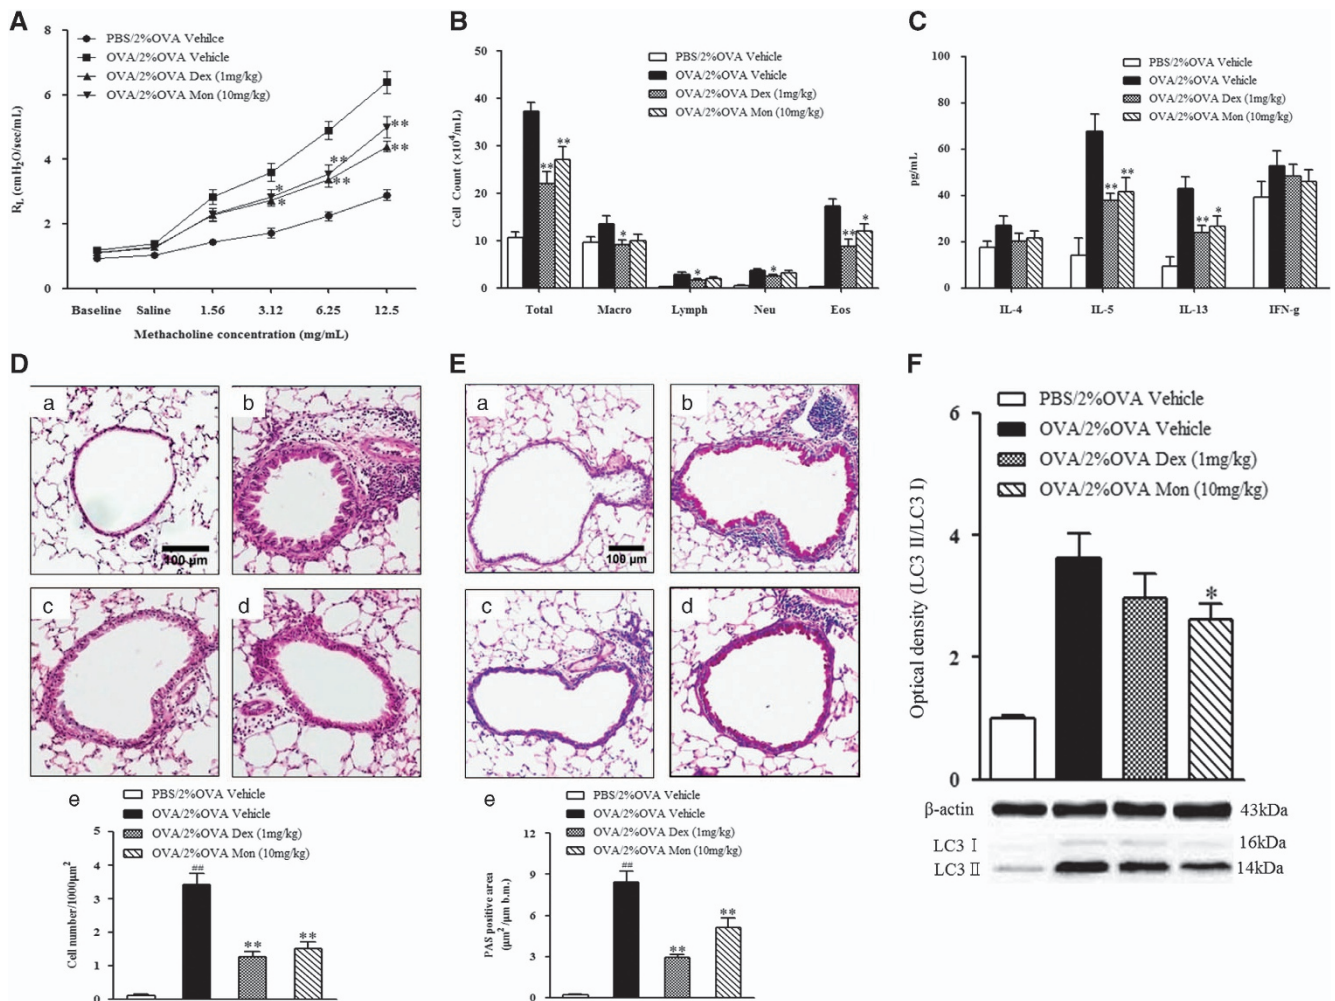 A
PBS/2%OVA Vehilce
OVA/2%OVA Vehicle
OVA/2%OVA Dex (1mg/kg)
OVA/2%OVA Mon (10mg/kg)
R_L (cmH₂O/sec/mL)
8
6
4
2
0
**
**
**
**
*
*
Baseline Saline 1.56 3.12 6.25 12.5
Methacholine concentration (mg/mL)
B
PBS/2%OVA Vehicle
OVA/2%OVA Vehicle
OVA/2%OVA Dex (1mg/kg)
OVA/2%OVA Mon (10mg/kg)
Cell Count (×10⁴/mL)
50
40
30
20
10
0
** **
*
*
*
** *
Total Macro Lymph Neu Eos
C
PBS/2%OVA Vehicle
OVA/2%OVA Vehicle
OVA/2%OVA Dex (1mg/kg)
OVA/2%OVA Mon (10mg/kg)
pg/mL
100
80
60
40
20
0
** **
** *
IL-4 IL-5 IL-13 IFN-g
D
a
100 μm
b
c
d
e
PBS/2%OVA Vehicle
OVA/2%OVA Vehicle
OVA/2%OVA Dex (1mg/kg)
OVA/2%OVA Mon (10mg/kg)
Cell number/1000μm²
5
4
3
2
1
0
##
** **
E
a
100 μm
b
c
d
e
PBS/2%OVA Vehicle
OVA/2%OVA Vehicle
OVA/2%OVA Dex (1mg/kg)
OVA/2%OVA Mon (10mg/kg)
PAS positive area
(μm²/μm b.m.)
12
9
6
3
0
##
** **
F
PBS/2%OVA Vehicle
OVA/2%OVA Vehicle
OVA/2%OVA Dex (1mg/kg)
OVA/2%OVA Mon (10mg/kg)
Optical density (LC3 II/LC3 I)
6
4
2
0
*
β-actin 43kDa
LC3 I 16kDa
LC3 II 14kDa